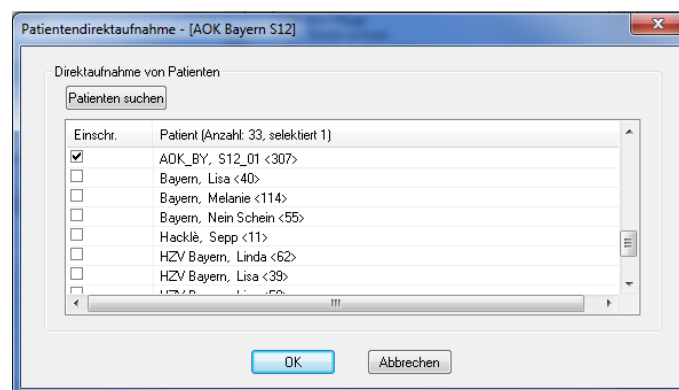 Patientendirektaufnahme - [AOK Bayern S12]
Direktaufnahme von Patienten
Patienten suchen
Einschr. Patient (Anzahl: 33, selektiert 1)
AOK_BY, S12_01 <307>
Bayern, Lisa <40>
Bayern, Melanie <114>
Bayern, Nein Schein <55>
Hacklè, Sepp <11>
HZV Bayern, Linda <62>
HZV Bayern, Lisa <39>
OK Abbrechen